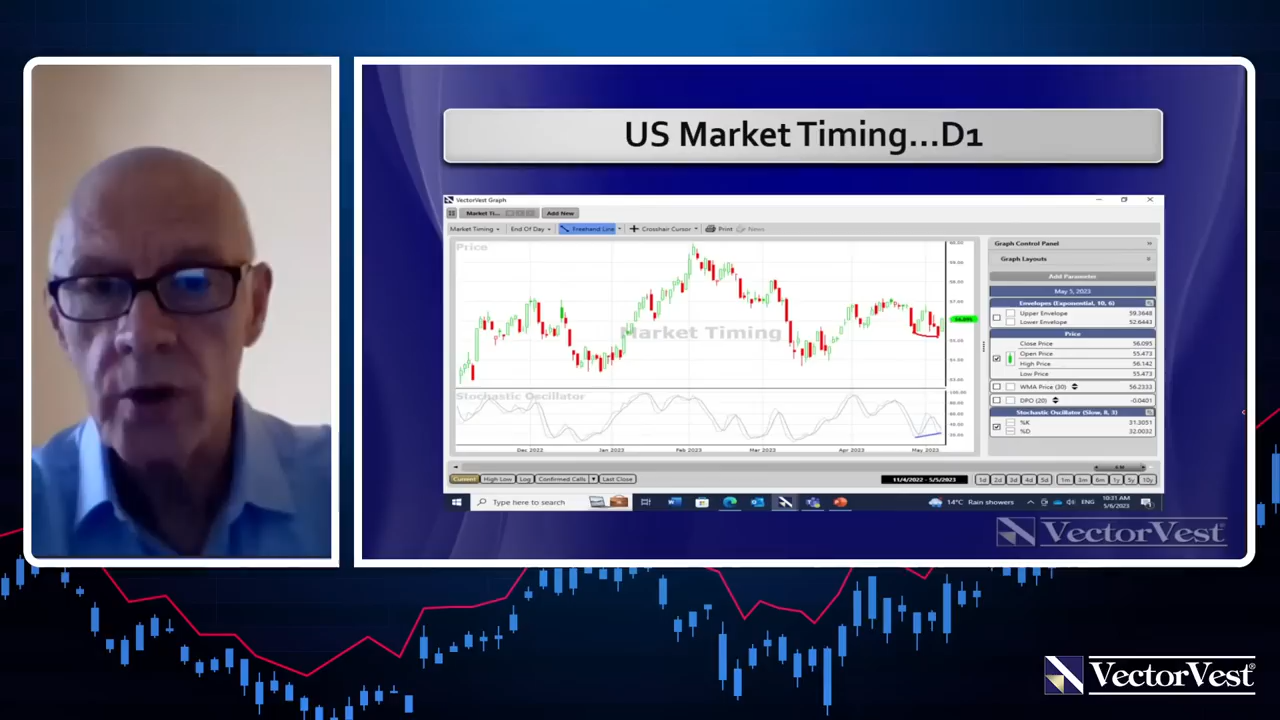 US Market Timing...D1
VectorVest Graph
Market Ti...
Add New
Market Timing
End Of Day
Freehand Line
Crosshair Cursor
Print
News
Price
Market Timing
Stochastic Oscillator
Dec 2022
Jan 2023
Feb 2023
Mar 2023
Apr 2023
May 2023
Graph Control Panel
Graph Layouts
Add Parameter
May 5, 2023
Envelopes (Exponential, 10, 6)
Upper Envelope 59.3648
Lower Envelope 52.6443
Price
Close Price 56.095
Open Price 55.473
High Price 56.142
Low Price 55.473
WMA Price (30) 56.2333
DPO (20) -0.0401
Stochastic Oscillator (Slow, 8, 3)
%K 31.3051
%D 32.0032
Current
High Low
Log
Confirmed Calls
Last Close
11/4/2022 - 5/5/2023
1d 2d 3d 4d 5d 1m 3m 6m 1y 5y 10y
Type here to search
14°C Rain showers
ENG
10:31 AM
5/6/2023
VectorVest
VectorVest®